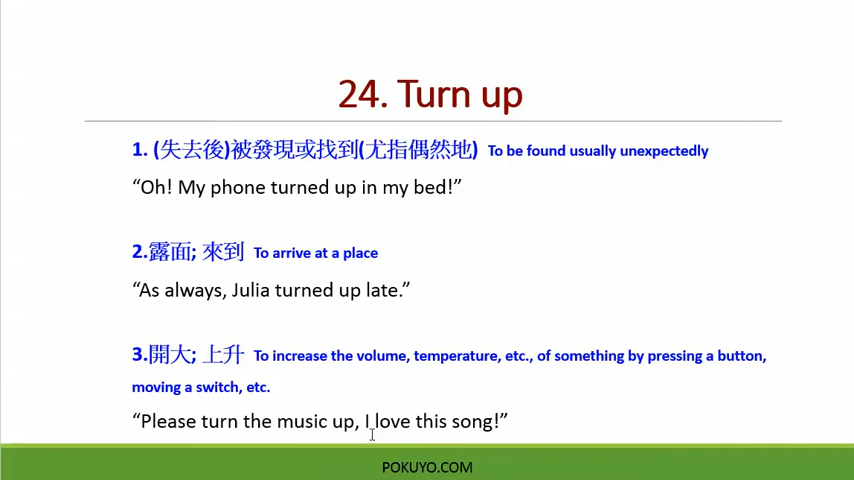 24. Turn up
1. (失去後)被發現或找到(尤指偶然地) To be found usually unexpectedly
“Oh! My phone turned up in my bed!”
2.露面; 來到 To arrive at a place
“As always, Julia turned up late.”
3.開大; 上升 To increase the volume, temperature, etc., of something by pressing a button,
moving a switch, etc.
“Please turn the music up, I love this song!”
POKUYO.COM